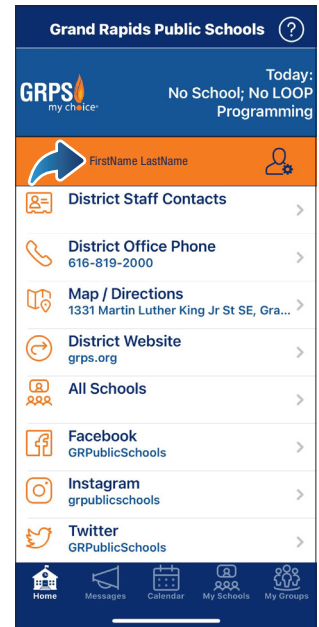 Grand Rapids Public Schools ?
GRPS
my choice
Today:
No School; No LOOP
Programming
FirstName LastName
District Staff Contacts
District Office Phone
616-819-2000
Map / Directions
1331 Martin Luther King Jr St SE, Gra...
District Website
grps.org
All Schools
Facebook
GRPublicSchools
Instagram
grpublicschools
Twitter
GRPublicSchools
Home Messages Calendar My Schools My Groups